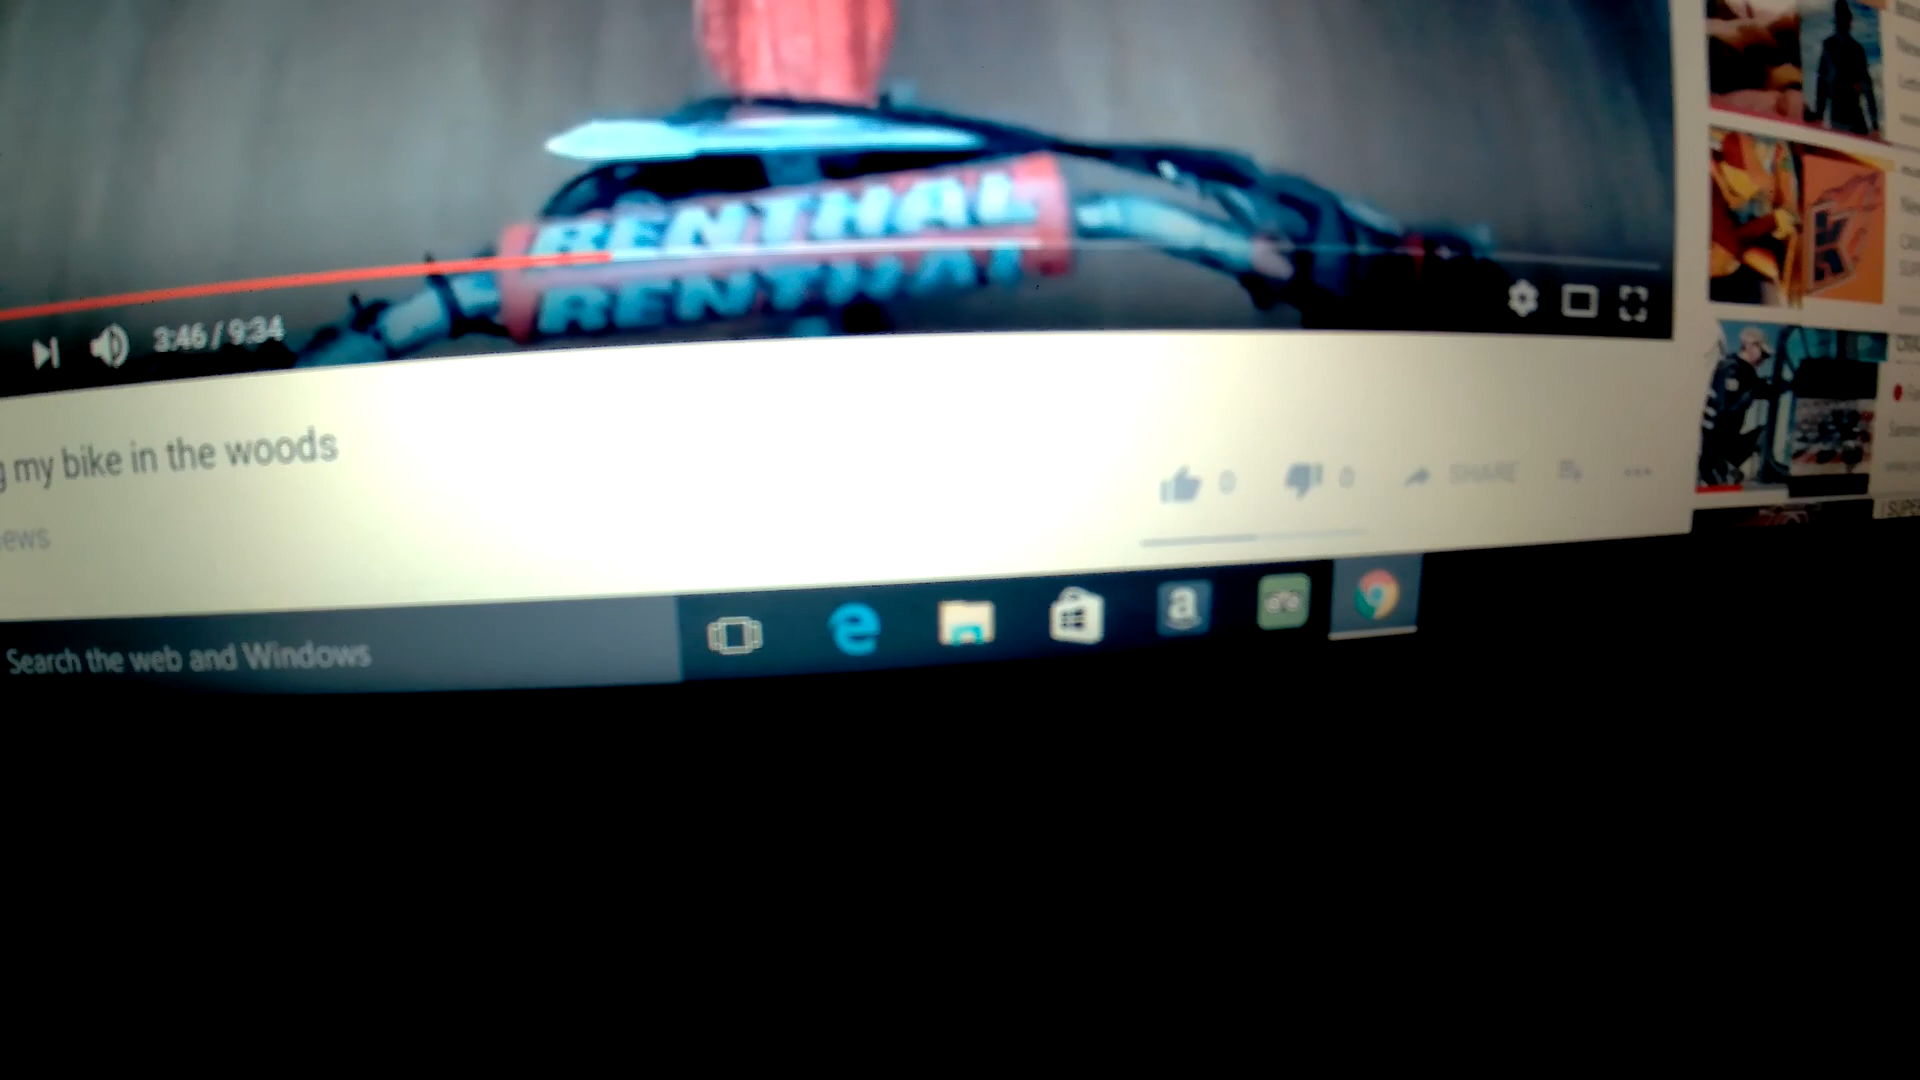 RENTHAL
RENTHAL
3:46 / 9:34
g my bike in the woods
ews
0 0 SHARE
Search the web and Windows
a